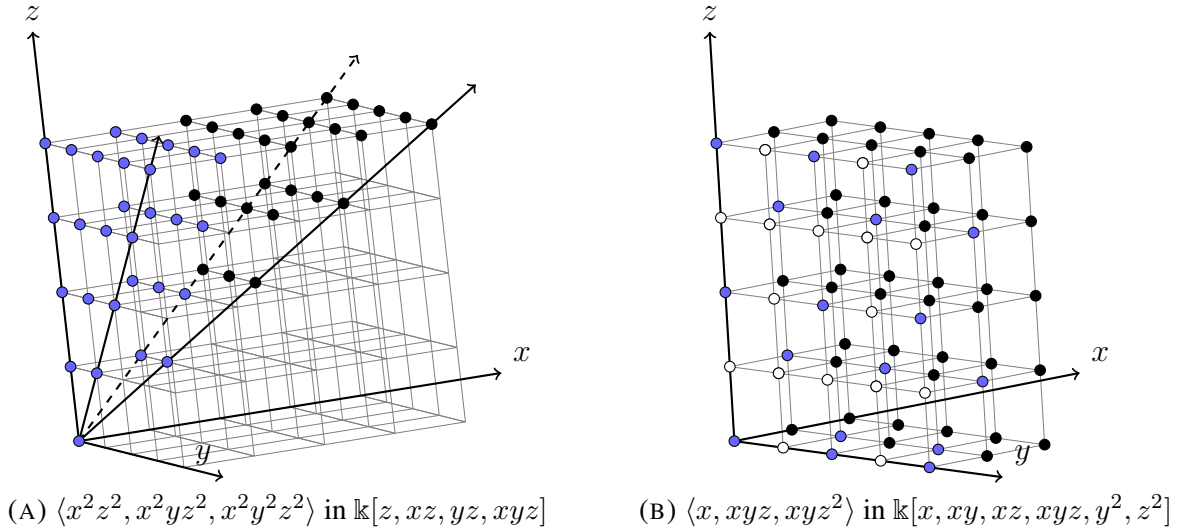 z
x
y
(A) ⟨x²z², x²yz², x²y²z²⟩ in 𝕜[z, xz, yz, xyz]
z
x
y
(B) ⟨x, xyz, xyz²⟩ in 𝕜[x, xy, xz, xyz, y², z²]